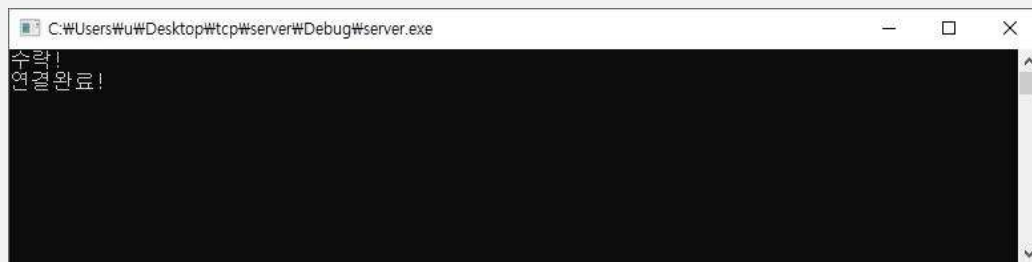 C:₩Users₩u₩Desktop₩tcp₩server₩Debug₩server.exe
수락!
연결완료!